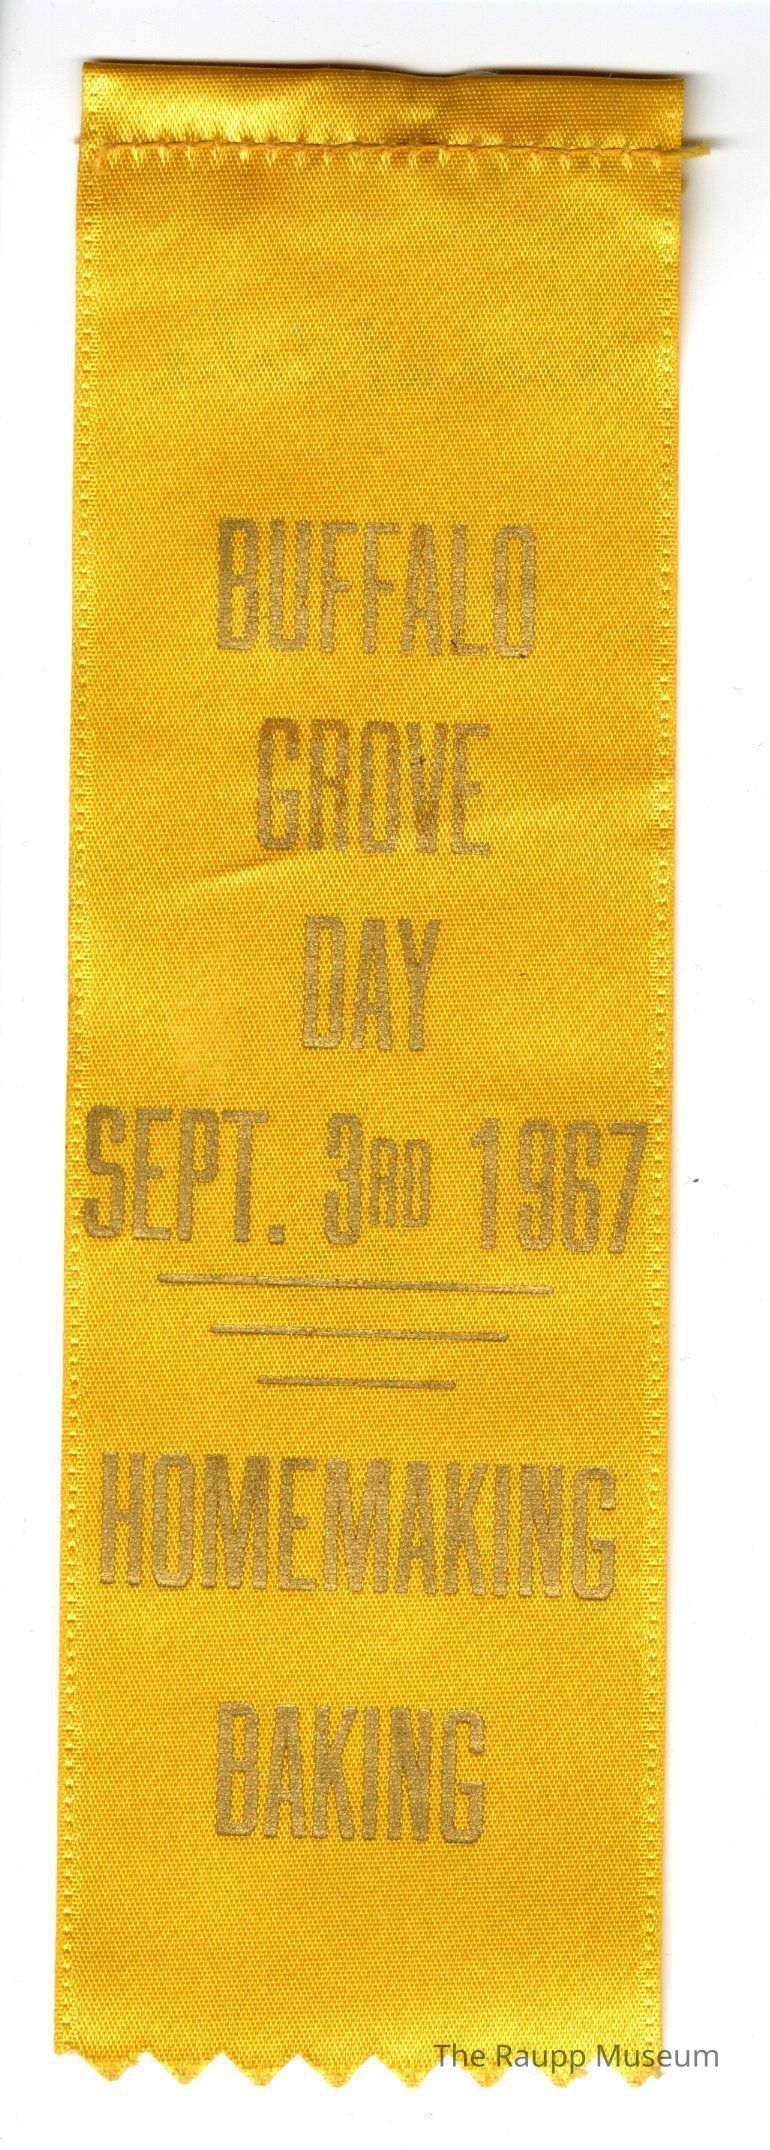 BUFFALO
GROVE
DAY
SEPT. 3RD 1967
HOMEMAKING
BAKING
The Raupp Museum